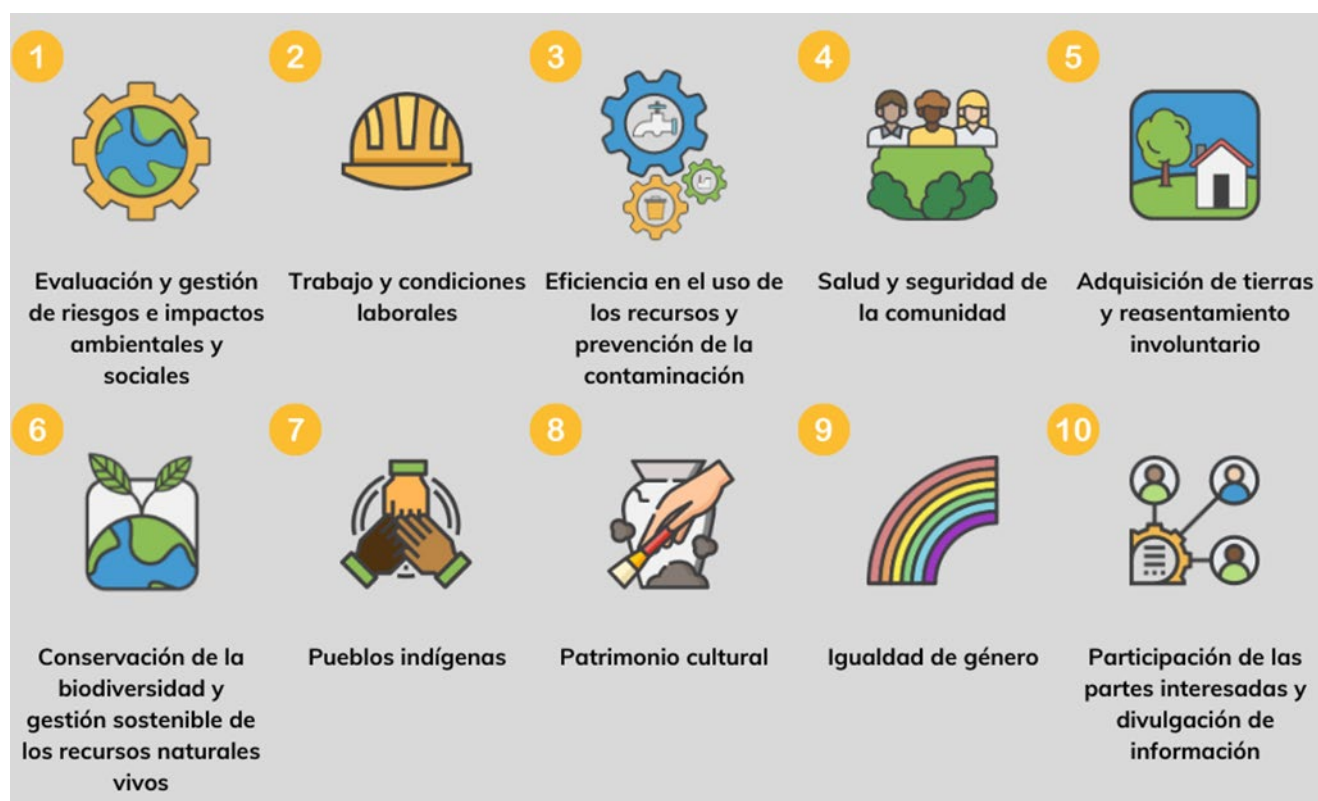 1
Evaluación y gestión
de riesgos e impactos
ambientales y
sociales
2
Trabajo y condiciones
laborales
3
Eficiencia en el uso de
los recursos y
prevención de la
contaminación
4
Salud y seguridad de
la comunidad
5
Adquisición de tierras
y reasentamiento
involuntario
6
Conservación de la
biodiversidad y
gestión sostenible de
los recursos naturales
vivos
7
Pueblos indígenas
8
Patrimonio cultural
9
Igualdad de género
10
Participación de las
partes interesadas y
divulgación de
información